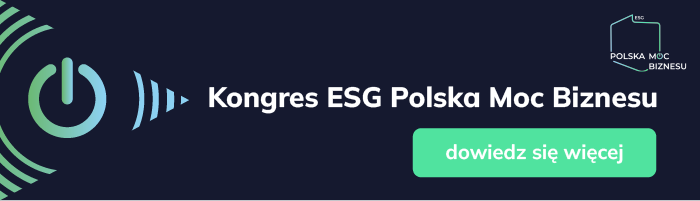 ESG
POLSKA MOC
BIZNESU
Kongres ESG Polska Moc Biznesu
dowiedz się więcej